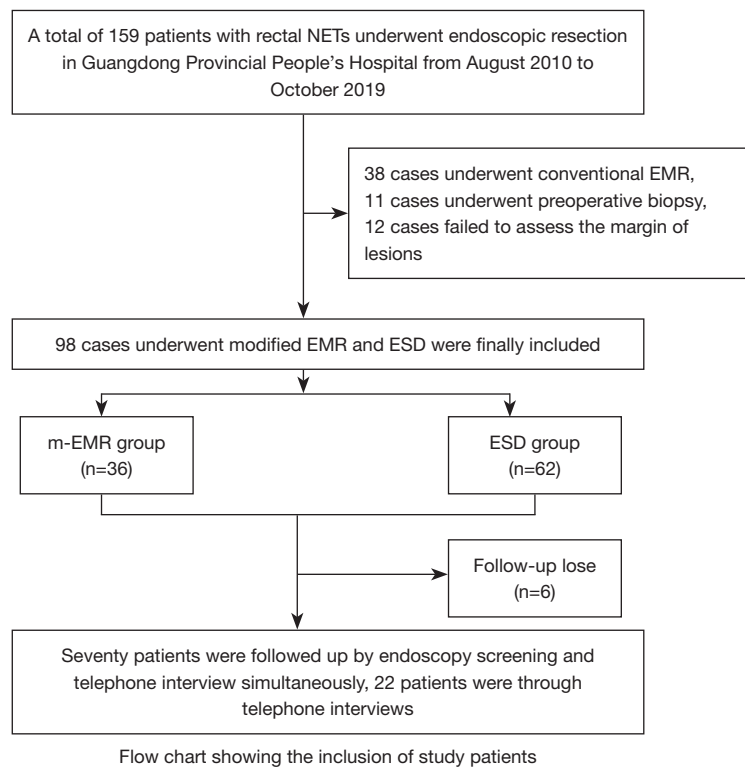 A total of 159 patients with rectal NETs underwent endoscopic resection
in Guangdong Provincial People's Hospital from August 2010 to
October 2019
38 cases underwent conventional EMR,
11 cases underwent preoperative biopsy,
12 cases failed to assess the margin of
lesions
98 cases underwent modified EMR and ESD were finally included
m-EMR group
(n=36)
ESD group
(n=62)
Follow-up lose
(n=6)
Seventy patients were followed up by endoscopy screening and
telephone interview simultaneously, 22 patients were through
telephone interviews
Flow chart showing the inclusion of study patients